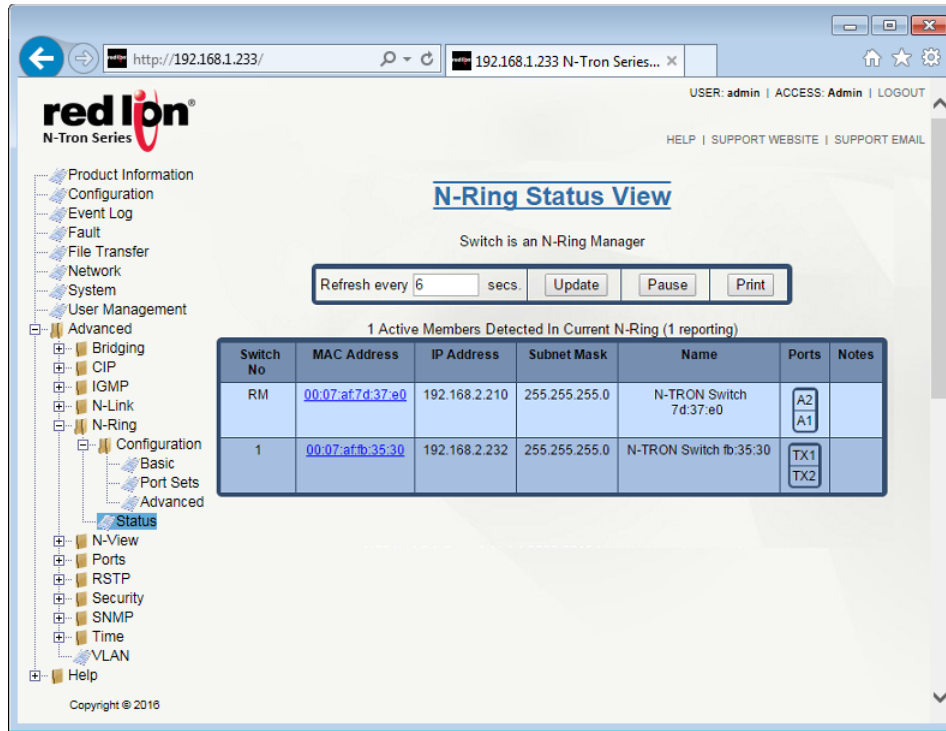 http://192.168.1.233/
192.168.1.233 N-Tron Series...
USER: admin | ACCESS: Admin | LOGOUT
red lion®
N-Tron Series
HELP | SUPPORT WEBSITE | SUPPORT EMAIL
Product Information
Configuration
Event Log
Fault
File Transfer
Network
System
User Management
Advanced
Bridging
CIP
IGMP
N-Link
N-Ring
Configuration
Basic
Port Sets
Advanced
Status
N-View
Ports
RSTP
Security
SNMP
Time
VLAN
Help
Copyright © 2016
N-Ring Status View
Switch is an N-Ring Manager
Refresh every 6 secs. Update Pause Print
1 Active Members Detected In Current N-Ring (1 reporting)
Switch No MAC Address IP Address Subnet Mask Name Ports Notes
RM 00:07:af:7d:37:e0 192.168.2.210 255.255.255.0 N-TRON Switch 7d:37:e0 A2 A1
1 00:07:af:fb:35:30 192.168.2.232 255.255.255.0 N-TRON Switch fb:35:30 TX1 TX2